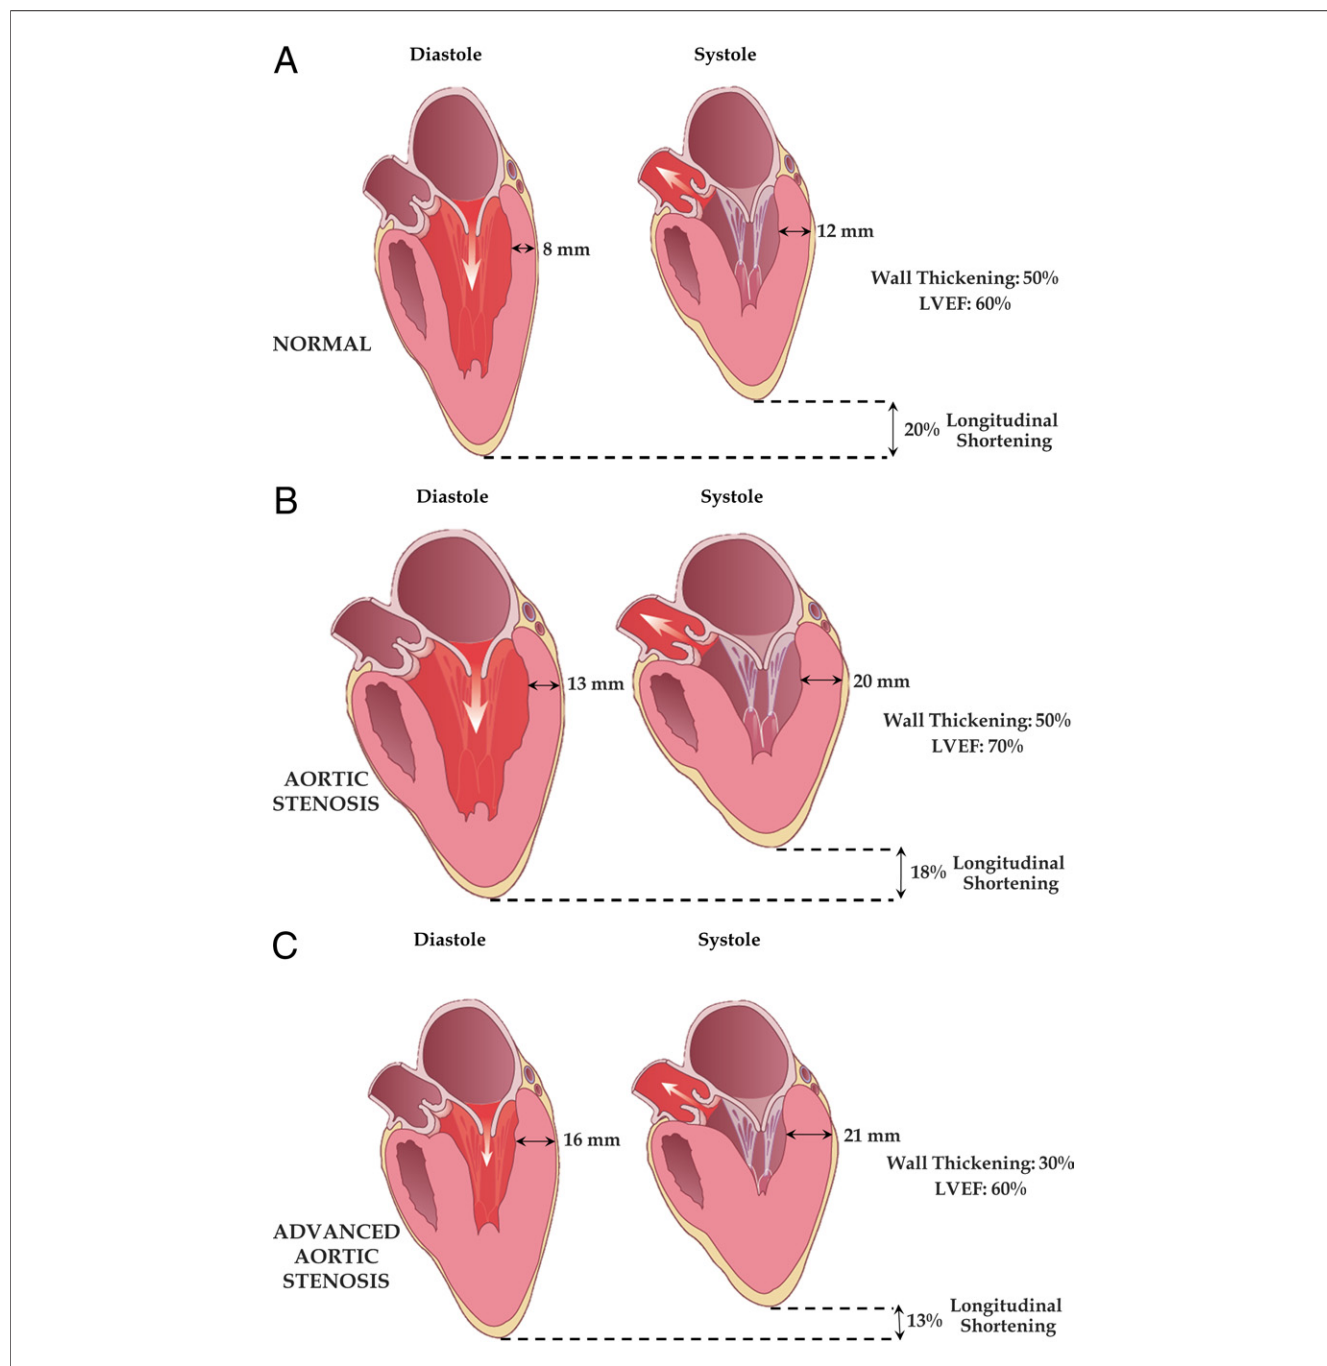 A
Diastole
Systole
8 mm
12 mm
Wall Thickening: 50%
LVEF: 60%
NORMAL
20%
Longitudinal
Shortening
B
Diastole
Systole
13 mm
20 mm
Wall Thickening: 50%
LVEF: 70%
AORTIC
STENOSIS
18%
Longitudinal
Shortening
C
Diastole
Systole
16 mm
21 mm
Wall Thickening: 30%
LVEF: 60%
ADVANCED
AORTIC
STENOSIS
13%
Longitudinal
Shortening